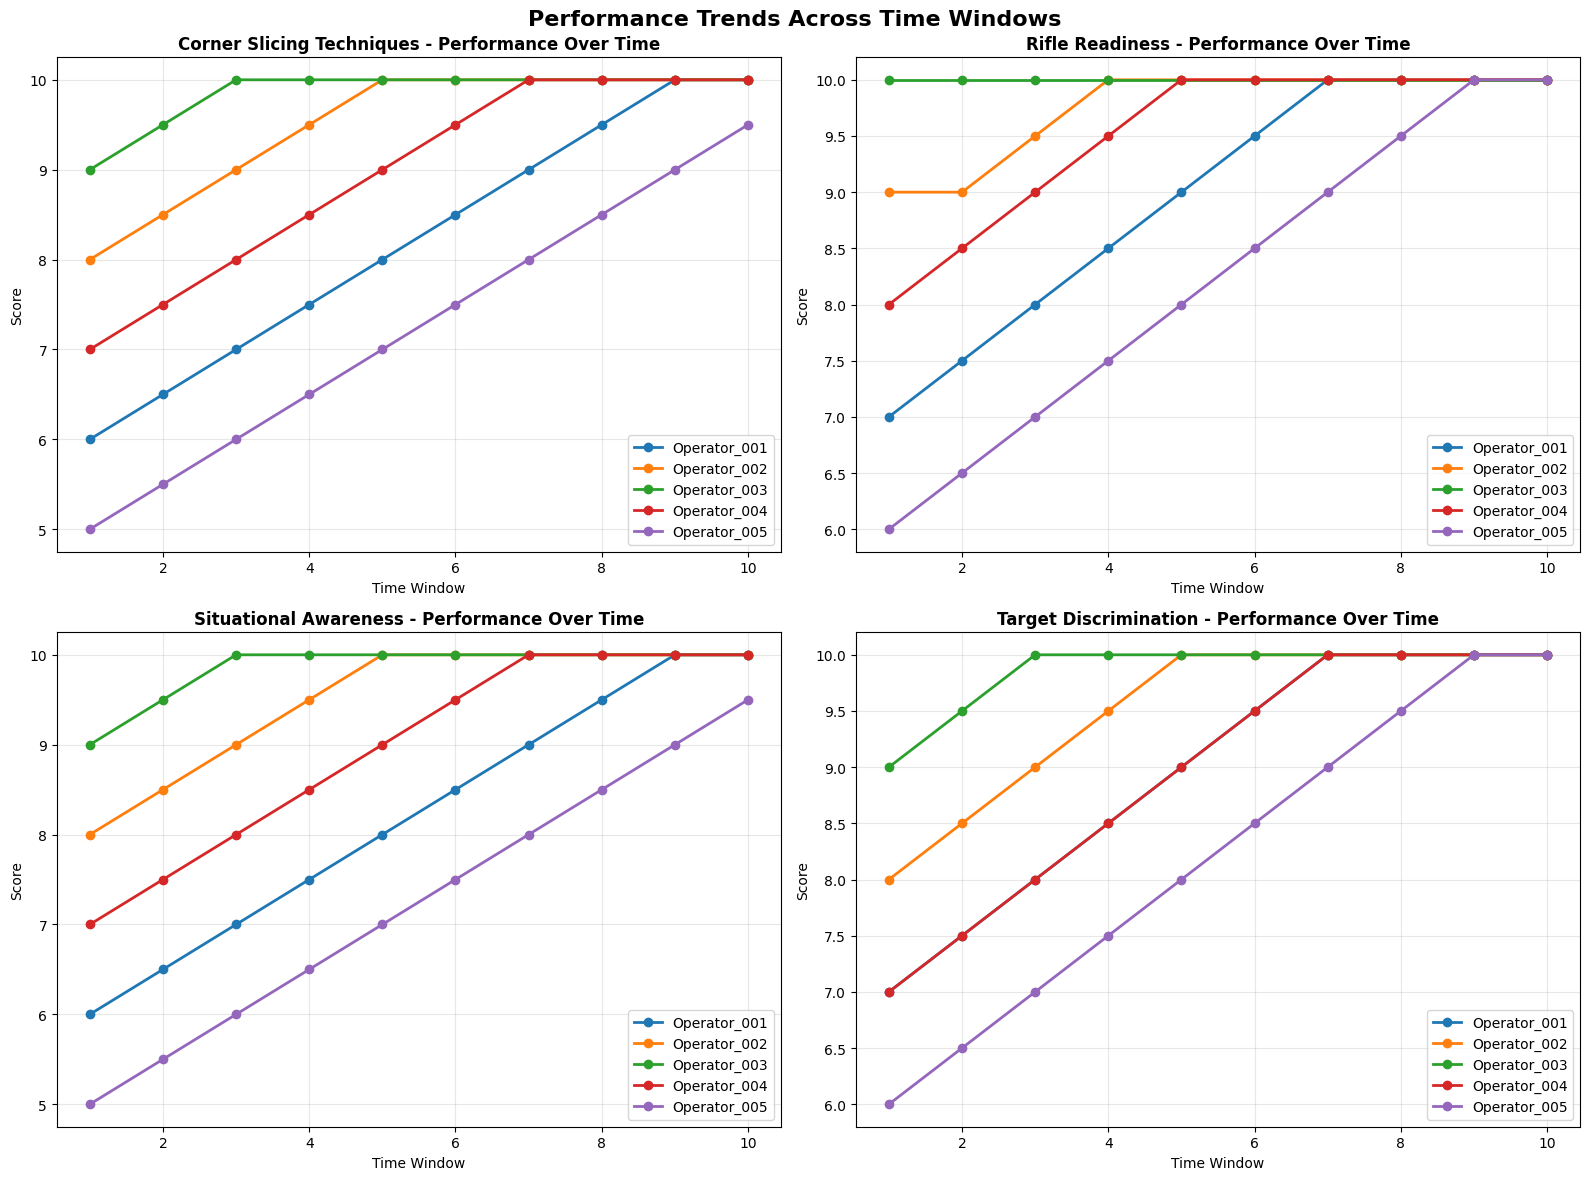 Performance Trends Across Time Windows
Corner Slicing Techniques - Performance Over Time
10
9
8
7
6
5
Score
2 4 6 8 10
Time Window
Operator_001
Operator_002
Operator_003
Operator_004
Operator_005
Rifle Readiness - Performance Over Time
10.0
9.5
9.0
8.5
8.0
7.5
7.0
6.5
6.0
Score
2 4 6 8 10
Time Window
Operator_001
Operator_002
Operator_003
Operator_004
Operator_005
Situational Awareness - Performance Over Time
10
9
8
7
6
5
Score
2 4 6 8 10
Time Window
Operator_001
Operator_002
Operator_003
Operator_004
Operator_005
Target Discrimination - Performance Over Time
10.0
9.5
9.0
8.5
8.0
7.5
7.0
6.5
6.0
Score
2 4 6 8 10
Time Window
Operator_001
Operator_002
Operator_003
Operator_004
Operator_005